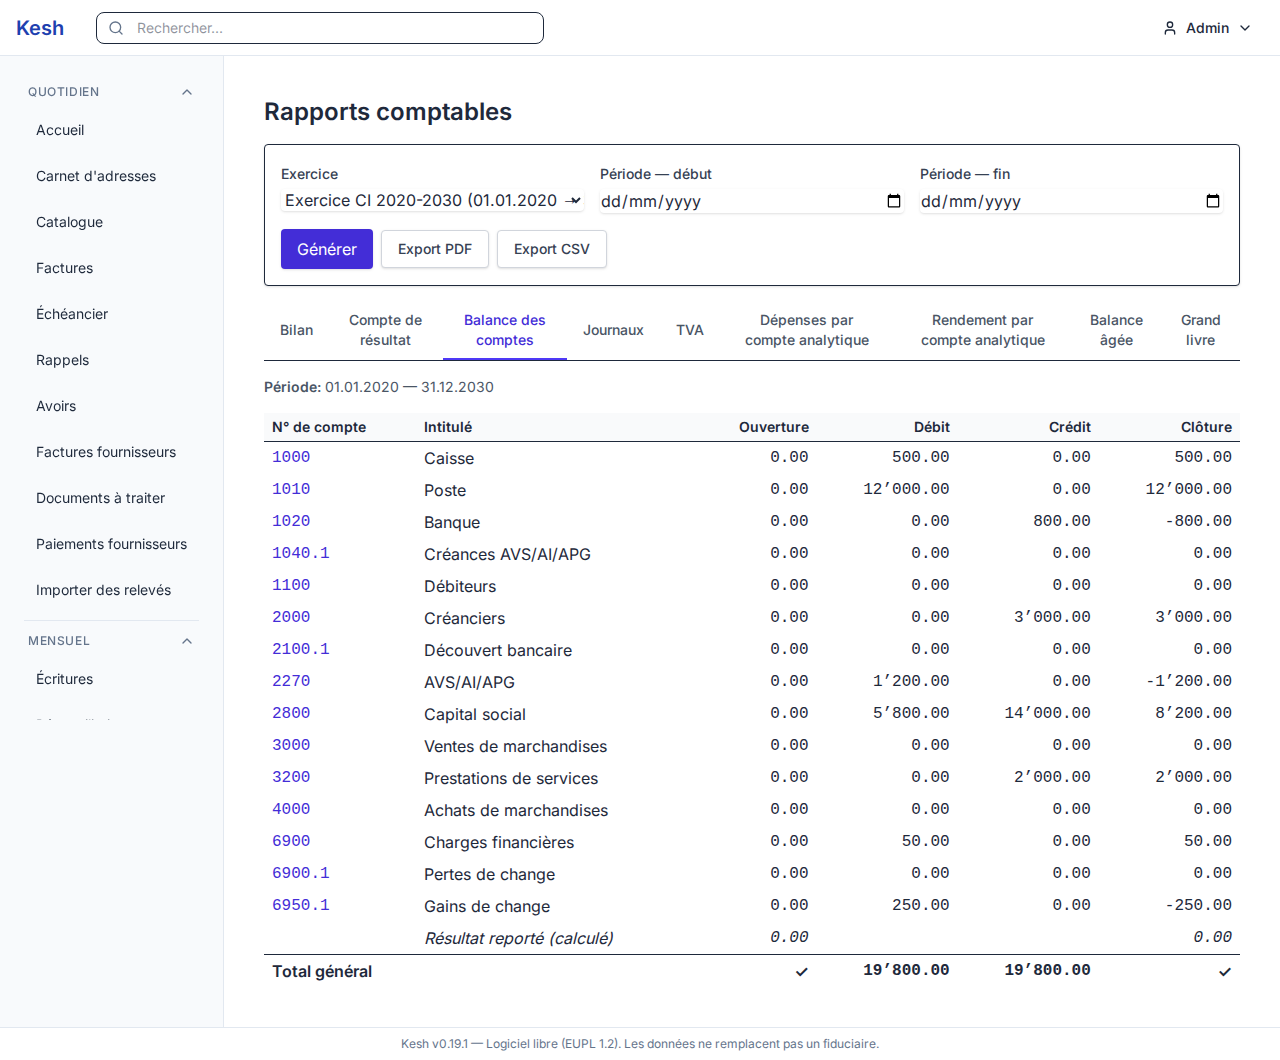 Kesh
Rechercher...
Admin
QUOTIDIEN
Accueil
Carnet d'adresses
Catalogue
Factures
Échéancier
Rappels
Avoirs
Factures fournisseurs
Documents à traiter
Paiements fournisseurs
Importer des relevés
MENSUEL
Écritures
Rapports comptables
Exercice
Période — début
Période — fin
Exercice CI 2020-2030 (01.01.2020 →
dd/mm/yyyy
dd/mm/yyyy
Générer
Export PDF
Export CSV
Bilan
Compte de résultat
Balance des comptes
Journaux
TVA
Dépenses par compte analytique
Rendement par compte analytique
Balance âgée
Grand livre
Période: 01.01.2020 — 31.12.2030
N° de compte Intitulé Ouverture Débit Crédit Clôture
1000 Caisse 0.00 500.00 0.00 500.00
1010 Poste 0.00 12’000.00 0.00 12’000.00
1020 Banque 0.00 0.00 800.00 -800.00
1040.1 Créances AVS/AI/APG 0.00 0.00 0.00 0.00
1100 Débiteurs 0.00 0.00 0.00 0.00
2000 Créanciers 0.00 0.00 3’000.00 3’000.00
2100.1 Découvert bancaire 0.00 0.00 0.00 0.00
2270 AVS/AI/APG 0.00 1’200.00 0.00 -1’200.00
2800 Capital social 0.00 5’800.00 14’000.00 8’200.00
3000 Ventes de marchandises 0.00 0.00 0.00 0.00
3200 Prestations de services 0.00 0.00 2’000.00 2’000.00
4000 Achats de marchandises 0.00 0.00 0.00 0.00
6900 Charges financières 0.00 50.00 0.00 50.00
6900.1 Pertes de change 0.00 0.00 0.00 0.00
6950.1 Gains de change 0.00 250.00 0.00 -250.00
Résultat reporté (calculé) 0.00 0.00
Total général ✓ 19’800.00 19’800.00 ✓
Kesh v0.19.1 — Logiciel libre (EUPL 1.2). Les données ne remplacent pas un fiduciaire.